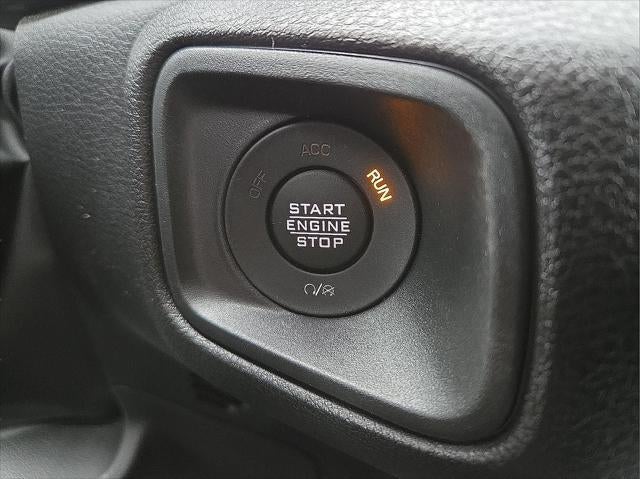 OFF
ACC
RUN
START
ENGINE
STOP